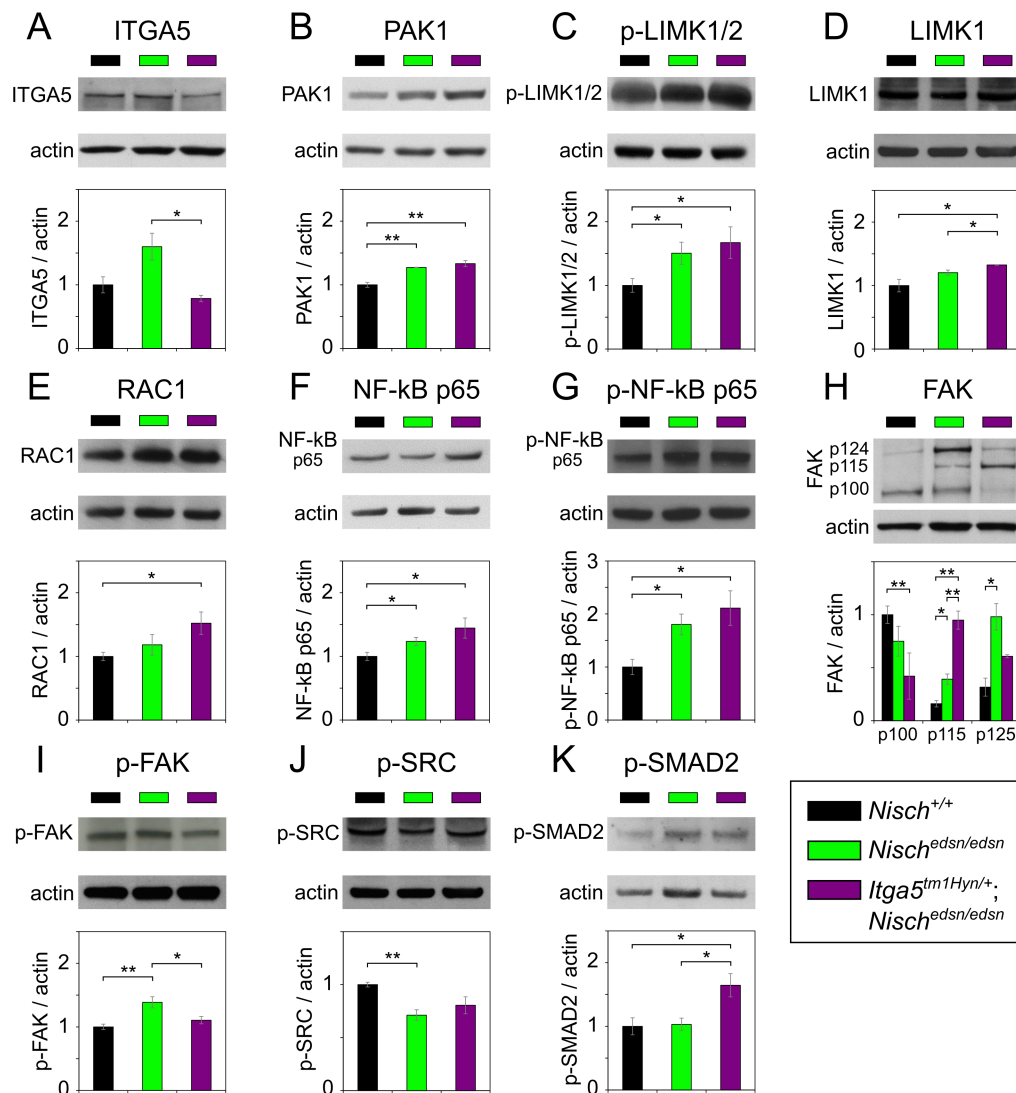 A ITGA5
ITGA5
actin
ITGA5 / actin
2
1
0
*
B PAK1
PAK1
actin
PAK1 / actin
2
1
0
**
**
C p-LIMK1/2
p-LIMK1/2
actin
p-LIMK1/2 / actin
2
1
0
*
*
D LIMK1
LIMK1
actin
LIMK1 / actin
2
1
0
*
*
E RAC1
RAC1
actin
RAC1 / actin
2
1
0
*
F NF-kB p65
NF-kB
p65
actin
NF-kB p65 / actin
2
1
0
*
*
G p-NF-kB p65
p-NF-kB
p65
actin
p-NF-kB p65 / actin
3
2
1
0
*
*
H FAK
FAK
p124
p115
p100
actin
FAK / actin
1
0
**
**
*
**
*
p100 p115 p125
I p-FAK
p-FAK
actin
p-FAK / actin
2
1
0
**
*
J p-SRC
p-SRC
actin
p-SRC / actin
1
0
**
K p-SMAD2
p-SMAD2
actin
p-SMAD2 / actin
2
1
0
*
*
Nisch+/+
Nischedsn/edsn
Itga5tm1Hyn/+;
Nischedsn/edsn